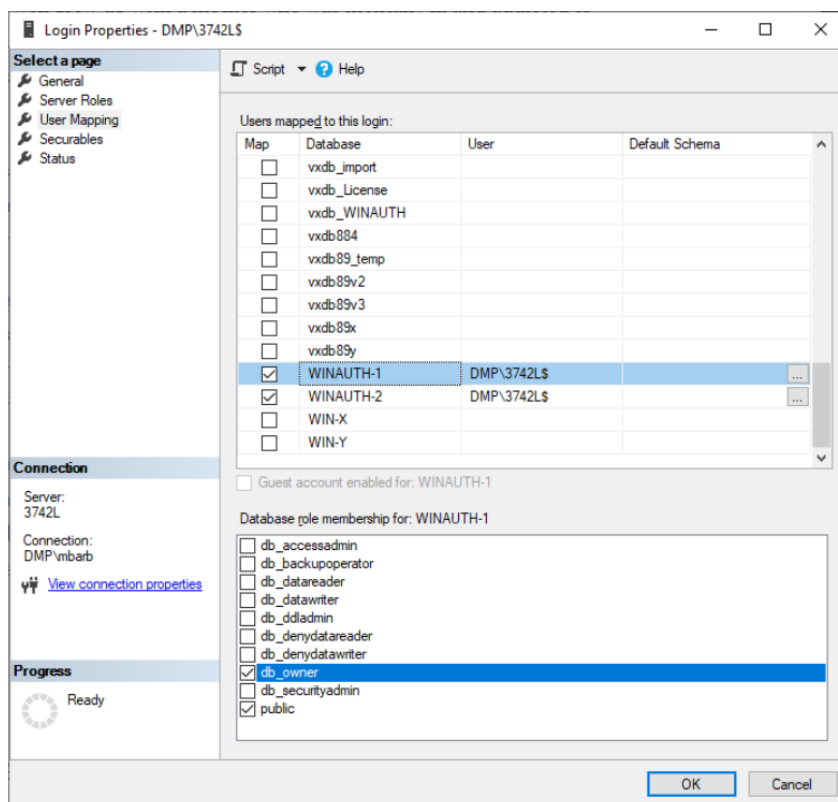 Login Properties - DMP\3742L$
Select a page
General
Server Roles
User Mapping
Securables
Status
Script
Help
Users mapped to this login:
Map Database User Default Schema
vxdb_import
vxdb_License
vxdb_WINAUTH
vxdb884
vxdb89_temp
vxdb89v2
vxdb89v3
vxdb89x
vxdb89y
WINAUTH-1 DMP\3742L$ ...
WINAUTH-2 DMP\3742L$ ...
WIN-X
WIN-Y
Guest account enabled for: WINAUTH-1
Database role membership for: WINAUTH-1
db_accessadmin
db_backupoperator
db_datareader
db_datawriter
db_ddladmin
db_denydatareader
db_denydatawriter
db_owner
db_securityadmin
public
Connection
Server:
3742L
Connection:
DMP\mbarb
View connection properties
Progress
Ready
OK
Cancel